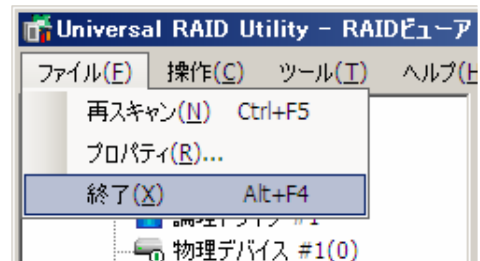 Universal RAID Utility - RAIDビューア
ファイル(F) 操作(C) ツール(T) ヘルプ(H
再スキャン(N) Ctrl+F5
プロパティ(R)...
終了(X) Alt+F4
物理デバイス #1(0)